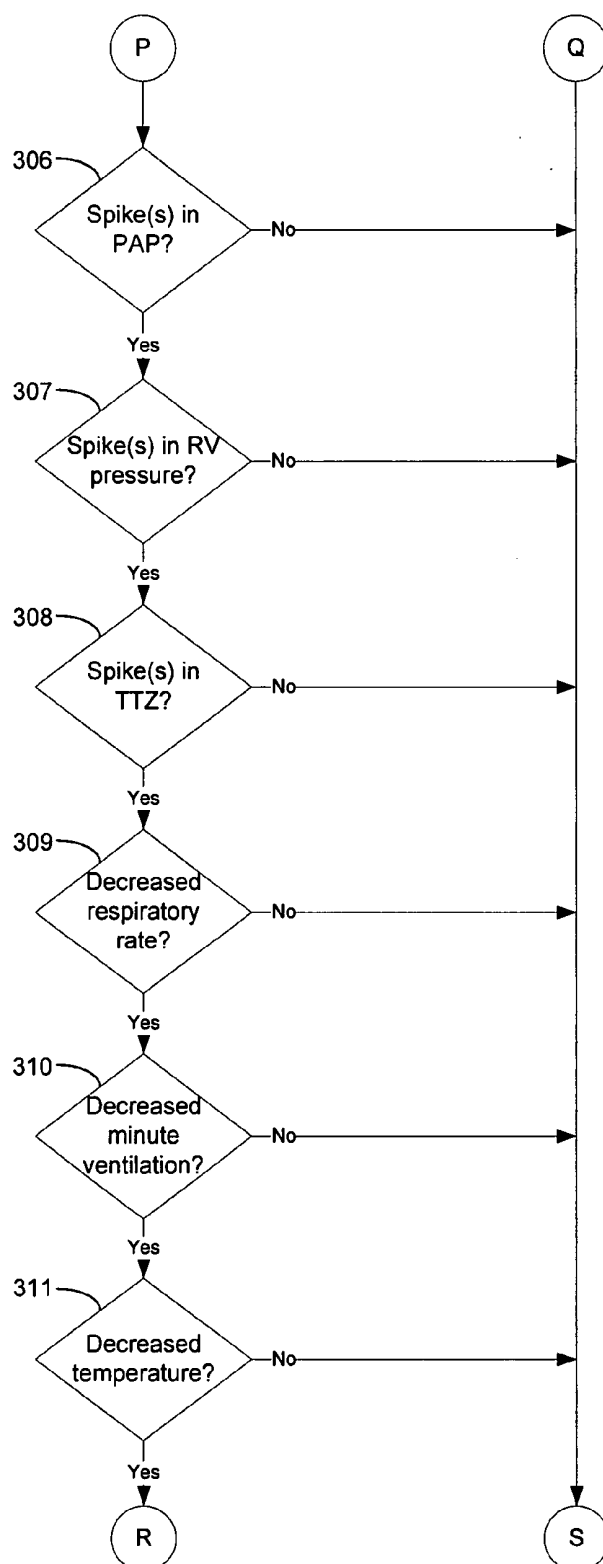 P
Q
306
Spike(s) in
PAP?
No
Yes
307
Spike(s) in RV
pressure?
No
Yes
308
Spike(s) in
TTZ?
No
Yes
309
Decreased
respiratory
rate?
No
Yes
310
Decreased
minute
ventilation?
No
Yes
311
Decreased
temperature?
No
Yes
R
S